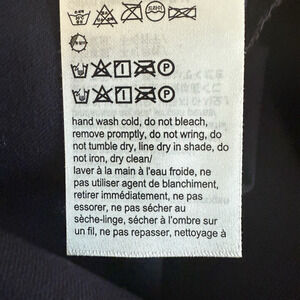 hand wash cold, do not bleach,
remove promptly, do not wring, do
not tumble dry, line dry in shade, do
not iron, dry clean/
laver à la main à l'eau froide, ne
pas utiliser agent de blanchiment,
retirer immédiatement, ne pas
essorer, ne pas sécher au
sèche-linge, sécher à l'ombre sur
un fil, ne pas repasser, nettoyage à